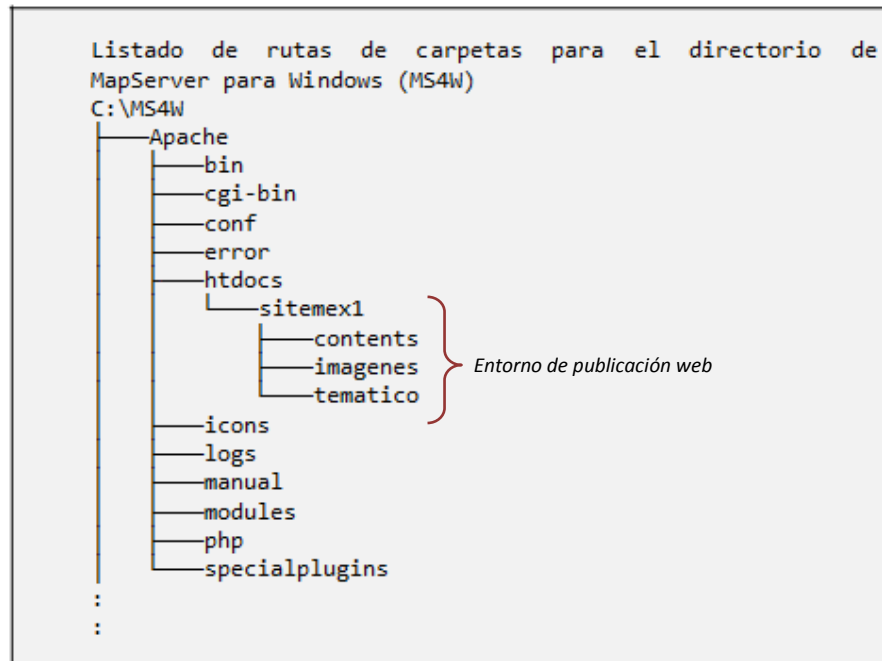 Listado de rutas de carpetas para el directorio de
MapServer para Windows (MS4W)
C:\MS4W
Apache
bin
cgi-bin
conf
error
htdocs
sitemex1
contents
imagenes
Entorno de publicación web
tematico
icons
logs
manual
modules
php
specialplugins
:
: